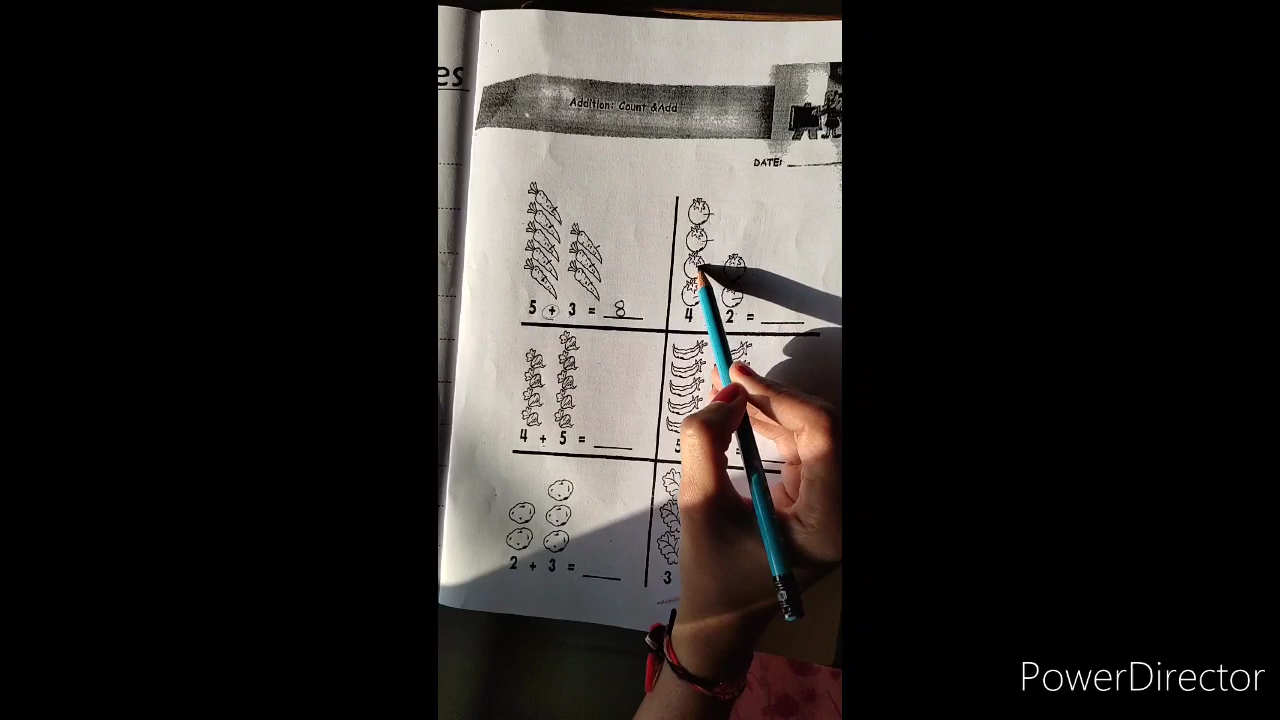 es
Addition: Count &Add
DATE:
5 + 3 = 8
4 2 =
4 + 5 =
5 =
2 + 3 =
3
PowerDirector